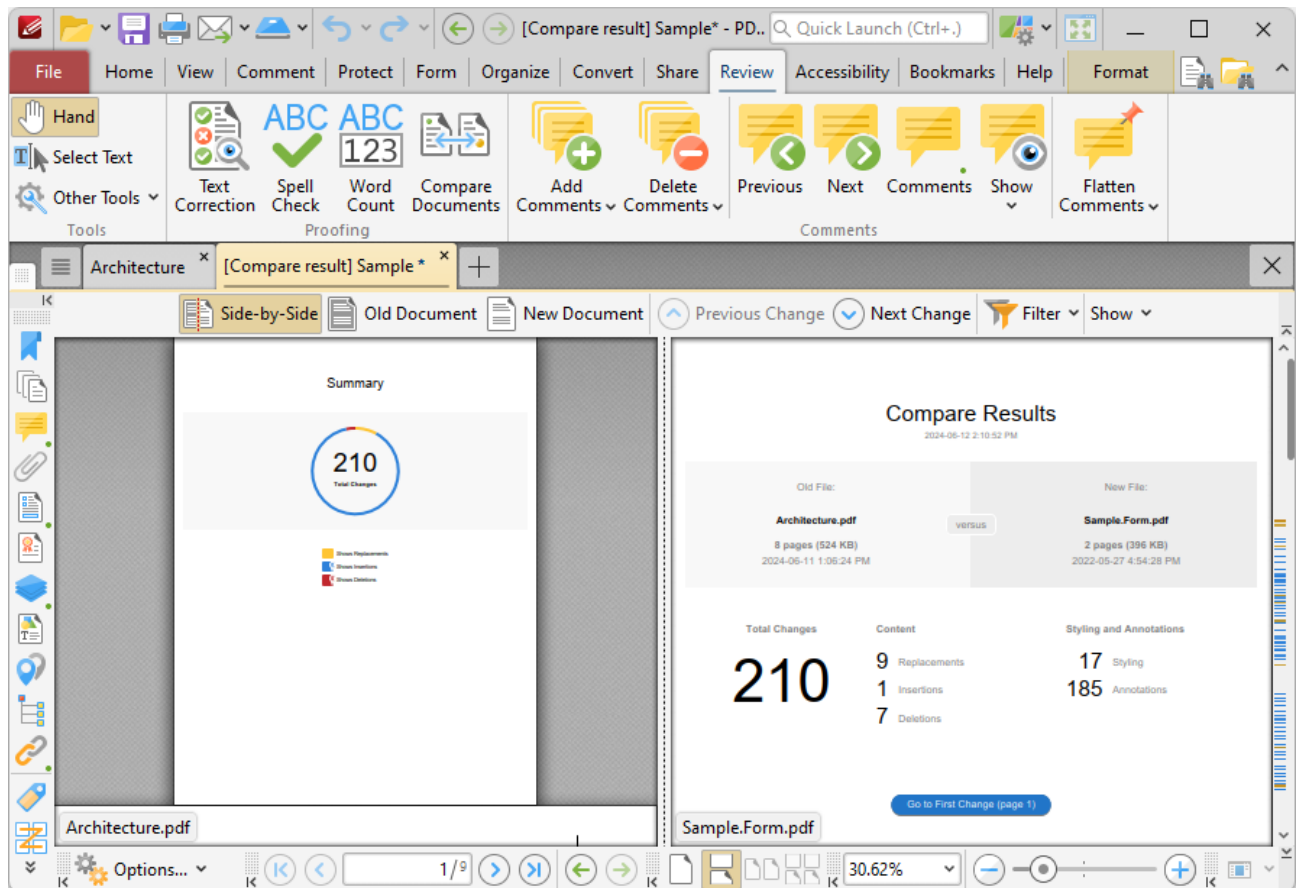 [Compare result] Sample* - PD.. Quick Launch (Ctrl+.)
File Home View Comment Protect Form Organize Convert Share Review Accessibility Bookmarks Help Format
Hand
Select Text
Other Tools
Tools
ABC
Text Correction
Spell Check
ABC 123
Word Count
Compare Documents
Proofing
Add Comments
Delete Comments
Previous
Next
Comments
Show
Comments
Flatten Comments
Architecture × [Compare result] Sample * ×
Side-by-Side Old Document New Document Previous Change Next Change Filter Show
Summary
210
Total Changes
Shows Replacements
Shows Insertions
Shows Deletions
Architecture.pdf
Compare Results
2024-06-12 2:10:52 PM
Old File:
Architecture.pdf
8 pages (524 KB)
2024-06-11 1:06:24 PM
versus
New File:
Sample.Form.pdf
2 pages (396 KB)
2022-05-27 4:54:28 PM
Total Changes
210
Content
9 Replacements
1 Insertions
7 Deletions
Styling and Annotations
17 Styling
185 Annotations
Go to First Change (page 1)
Sample.Form.pdf
Options... 1/9 30.62%